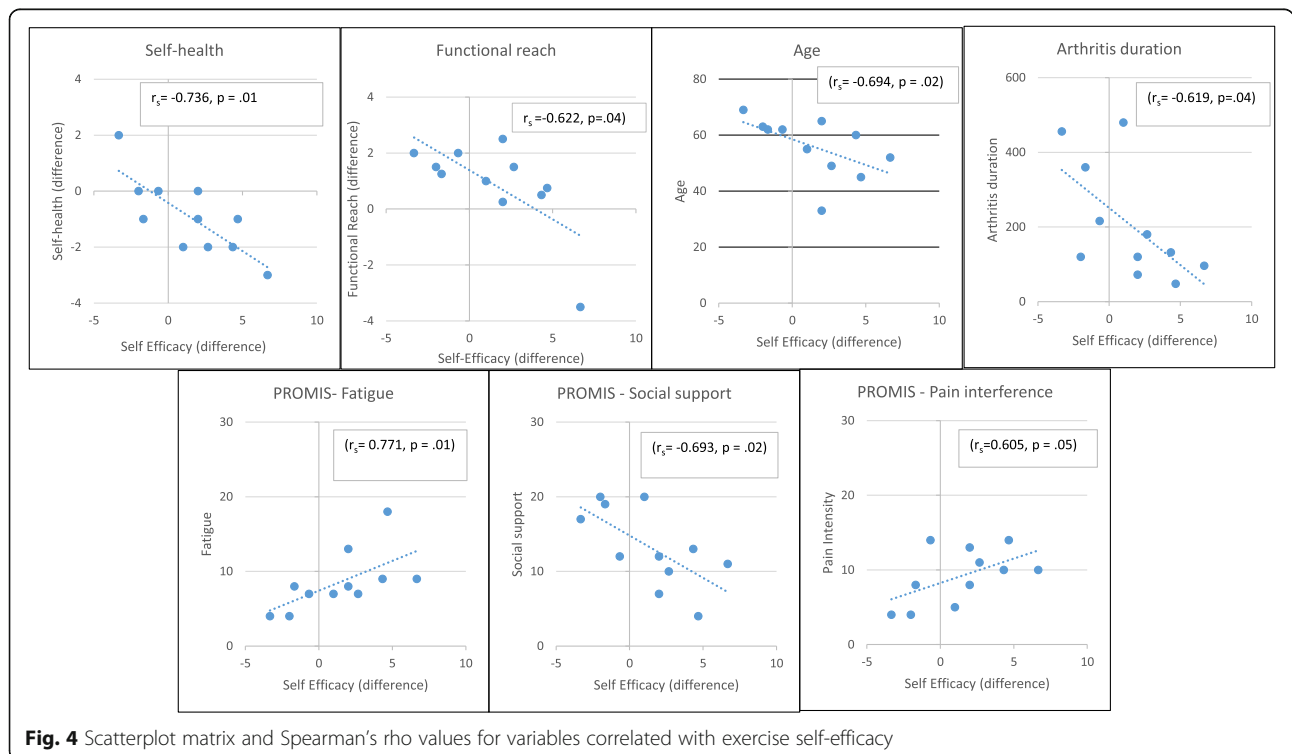 Self-health
4
2
0
-2
-4
-5
0
5
10
Self-health (difference)
Self Efficacy (difference)
rs= -0.736, p = .01
Functional reach
4
2
0
-2
-4
-5
0
5
10
Functional Reach (difference)
Self-Efficacy (difference)
rs=-0.622, p=.04)
Age
80
60
40
20
0
-5
0
5
10
Age
Self Efficacy (difference)
(rs= -0.694, p = .02)
Arthritis duration
600
400
200
0
-5
0
5
10
Arthritis duration
Self Efficacy (difference)
(rs= -0.619, p=.04)
PROMIS- Fatigue
30
20
10
0
-5
0
5
10
Fatigue
Self Efficacy (difference)
(rs= 0.771, p = .01)
PROMIS - Social support
30
20
10
0
-5
0
5
10
Social support
Self Efficacy (difference)
(rs= -0.693, p = .02)
PROMIS - Pain interference
30
20
10
0
-5
0
5
10
Pain Intensity
Self Efficacy (difference)
(rs=0.605, p = .05)
Fig. 4 Scatterplot matrix and Spearman's rho values for variables correlated with exercise self-efficacy